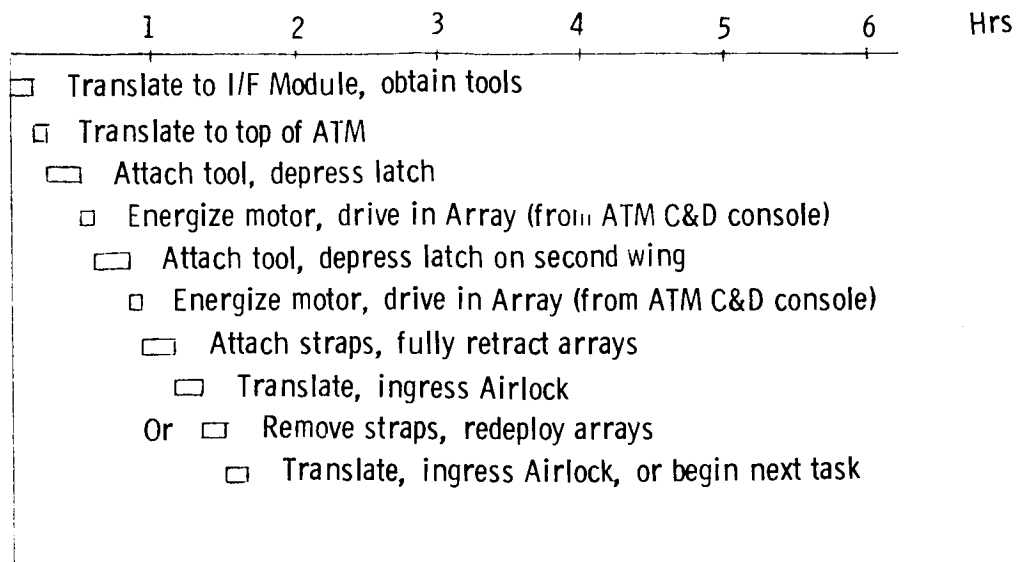 1 2 3 4 5 6 Hrs
Translate to I/F Module, obtain tools
Translate to top of ATM
Attach tool, depress latch
Energize motor, drive in Array (from ATM C&D console)
Attach tool, depress latch on second wing
Energize motor, drive in Array (from ATM C&D console)
Attach straps, fully retract arrays
Translate, ingress Airlock
Or Remove straps, redeploy arrays
Translate, ingress Airlock, or begin next task